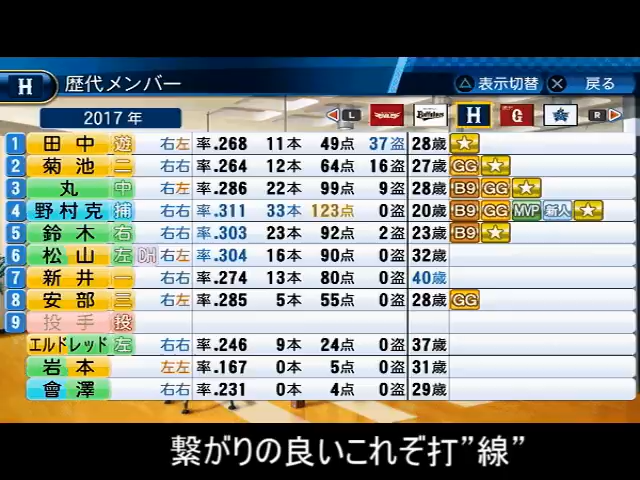 H 歴代メンバー △ 表示切替 × 戻る
2017年 L EAGLES Buffaloes H G R
1 田中 遊 右左 率.268 11本 49点 37盗 28歳 ★
2 菊池 二 右右 率.264 12本 64点 16盗 27歳 GG ★
3 丸 中 右左 率.286 22本 99点 9盗 28歳 B9 GG ★
4 野村克 捕 右右 率.311 33本 123点 0盗 20歳 B9 GG MVP 新人 ★
5 鈴木 右 右右 率.303 23本 92点 2盗 23歳 B9 ★
6 松山 左 DH 右左 率.304 16本 90点 0盗 32歳
7 新井 一 右右 率.274 13本 80点 0盗 40歳
8 安部 三 右左 率.285 5本 55点 0盗 28歳 GG
9 投手 投
エルドレッド 左 右右 率.246 9本 24点 0盗 37歳
岩本 左左 率.167 0本 5点 0盗 31歳
會澤 右右 率.231 0本 4点 0盗 29歳
繋がりの良いこれぞ打”線”